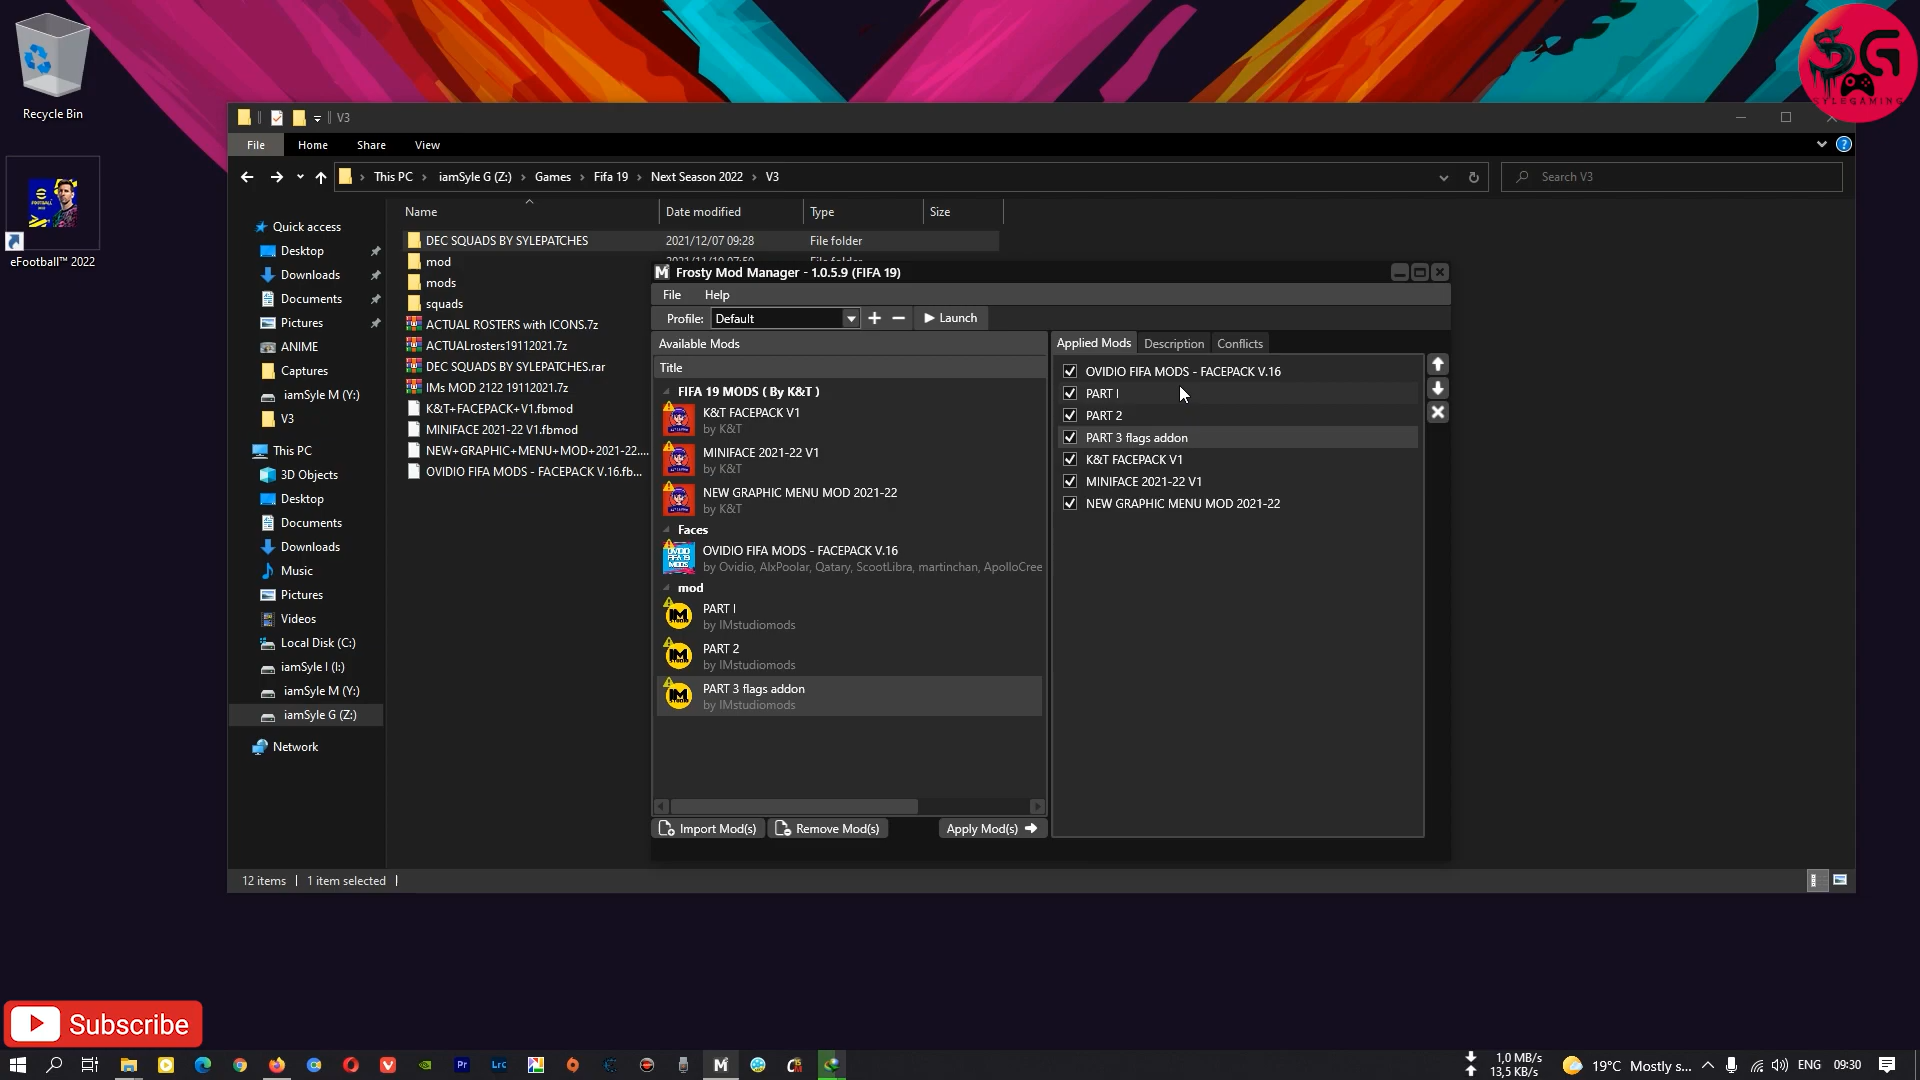 Recycle Bin
eFootball™ 2022
SYLEGAMING
V3
File
Home
Share
View
This PC
iamSyle G (Z:)
Games
Fifa 19
Next Season 2022
V3
Search V3
Name
Date modified
Type
Size
Quick access
Desktop
Downloads
Documents
Pictures
ANIME
Captures
iamSyle M (Y:)
V3
This PC
3D Objects
Desktop
Documents
Downloads
Music
Pictures
Videos
Local Disk (C:)
iamSyle I (I:)
iamSyle M (Y:)
iamSyle G (Z:)
Network
DEC SQUADS BY SYLEPATCHES 2021/12/07 09:28 File folder
mod
mods
squads
ACTUAL ROSTERS with ICONS.7z
ACTUALrosters19112021.7z
DEC SQUADS BY SYLEPATCHES.rar
IMs MOD 2122 19112021.7z
K&T+FACEPACK+V1.fbmod
MINIFACE 2021-22 V1.fbmod
NEW+GRAPHIC+MENU+MOD+2021-22....
OVIDIO FIFA MODS - FACEPACK V.16.fb...
12 items
1 item selected
Frosty Mod Manager - 1.0.5.9 (FIFA 19)
File Help
Profile: Default Launch
Available Mods
Title
FIFA 19 MODS ( By K&T )
K&T FACEPACK V1
by K&T
MINIFACE 2021-22 V1
by K&T
NEW GRAPHIC MENU MOD 2021-22
by K&T
Faces
OVIDIO FIFA MODS - FACEPACK V.16
by Ovidio, AlxPoolar, Qatary, ScootLibra, martinchan, ApolloCree
mod
PART I
by IMstudiomods
PART 2
by IMstudiomods
PART 3 flags addon
by IMstudiomods
Import Mod(s)
Remove Mod(s)
Apply Mod(s)
Applied Mods
Description
Conflicts
OVIDIO FIFA MODS - FACEPACK V.16
PART I
PART 2
PART 3 flags addon
K&T FACEPACK V1
MINIFACE 2021-22 V1
NEW GRAPHIC MENU MOD 2021-22
Subscribe
Pr
Lrc
1,0 MB/s
13,5 KB/s
19°C Mostly s...
ENG
09:30